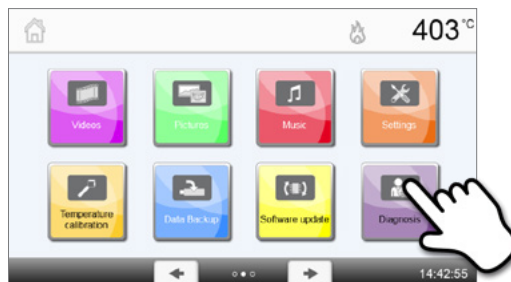 403 °C
Videos
Pictures
Music
Settings
Temperature
calibration
Data Backup
Software update
Diagnosis
14:42:55